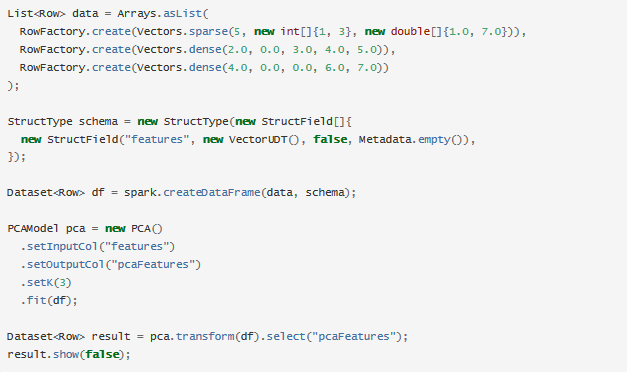 List<Row> data = Arrays.asList(
  RowFactory.create(Vectors.sparse(5, new int[]{1, 3}, new double[]{1.0, 7.0})),
  RowFactory.create(Vectors.dense(2.0, 0.0, 3.0, 4.0, 5.0)),
  RowFactory.create(Vectors.dense(4.0, 0.0, 0.0, 6.0, 7.0))
);

StructType schema = new StructType(new StructField[]{
  new StructField("features", new VectorUDT(), false, Metadata.empty()),
});

Dataset<Row> df = spark.createDataFrame(data, schema);

PCAModel pca = new PCA()
  .setInputCol("features")
  .setOutputCol("pcaFeatures")
  .setK(3)
  .fit(df);

Dataset<Row> result = pca.transform(df).select("pcaFeatures");
result.show(false);